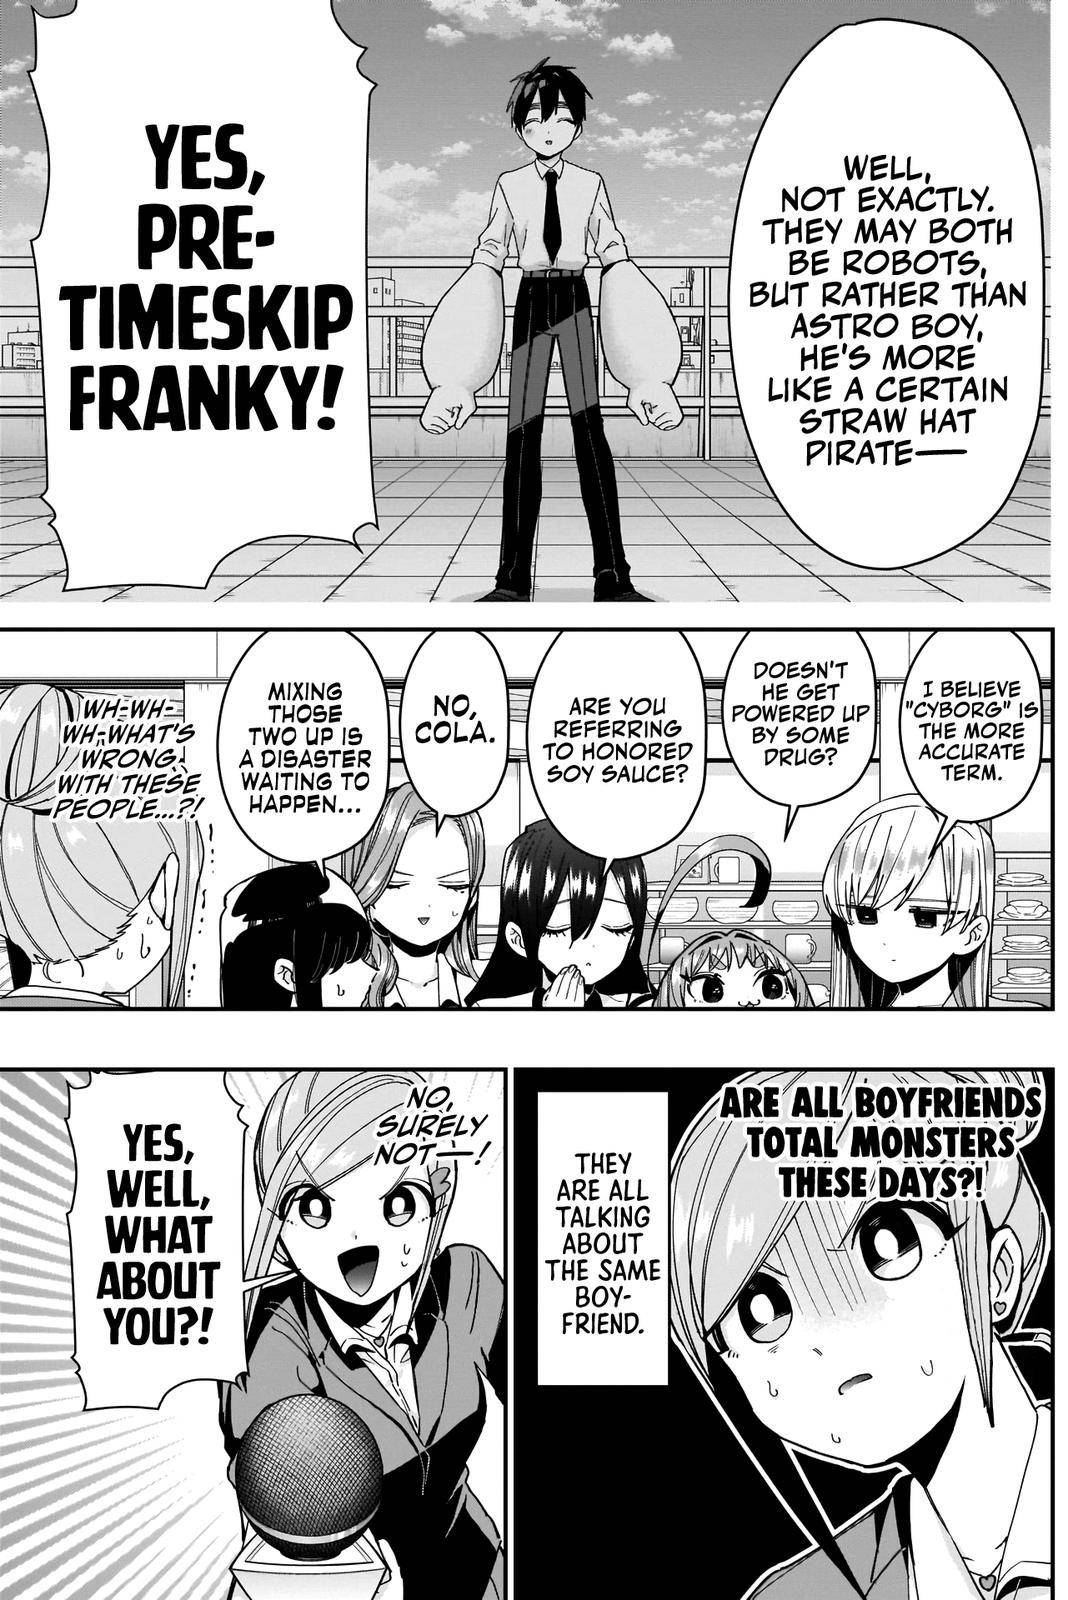 WELL,
NOT EXACTLY.
THEY MAY BOTH
BE ROBOTS,
BUT RATHER THAN
ASTRO BOY,
HE'S MORE
LIKE A CERTAIN
STRAW HAT
PIRATE—
YES,
PRE-
TIMESKIP
FRANKY!
I BELIEVE
"CYBORG" IS
THE MORE
ACCURATE
TERM.
DOESN'T
HE GET
POWERED UP
BY SOME
DRUG?
ARE YOU
REFERRING
TO HONORED
SOY SAUCE?
NO,
COLA.
MIXING
THOSE
TWO UP IS
A DISASTER
WAITING TO
HAPPEN...
WH-WH-
WH-WHAT'S
WRONG
WITH THESE
PEOPLE...?!
ARE ALL BOYFRIENDS
TOTAL MONSTERS
THESE DAYS?!
THEY
ARE ALL
TALKING
ABOUT
THE SAME
BOY-
FRIEND.
NO,
SURELY
NOT—!
YES,
WELL,
WHAT
ABOUT
YOU?!